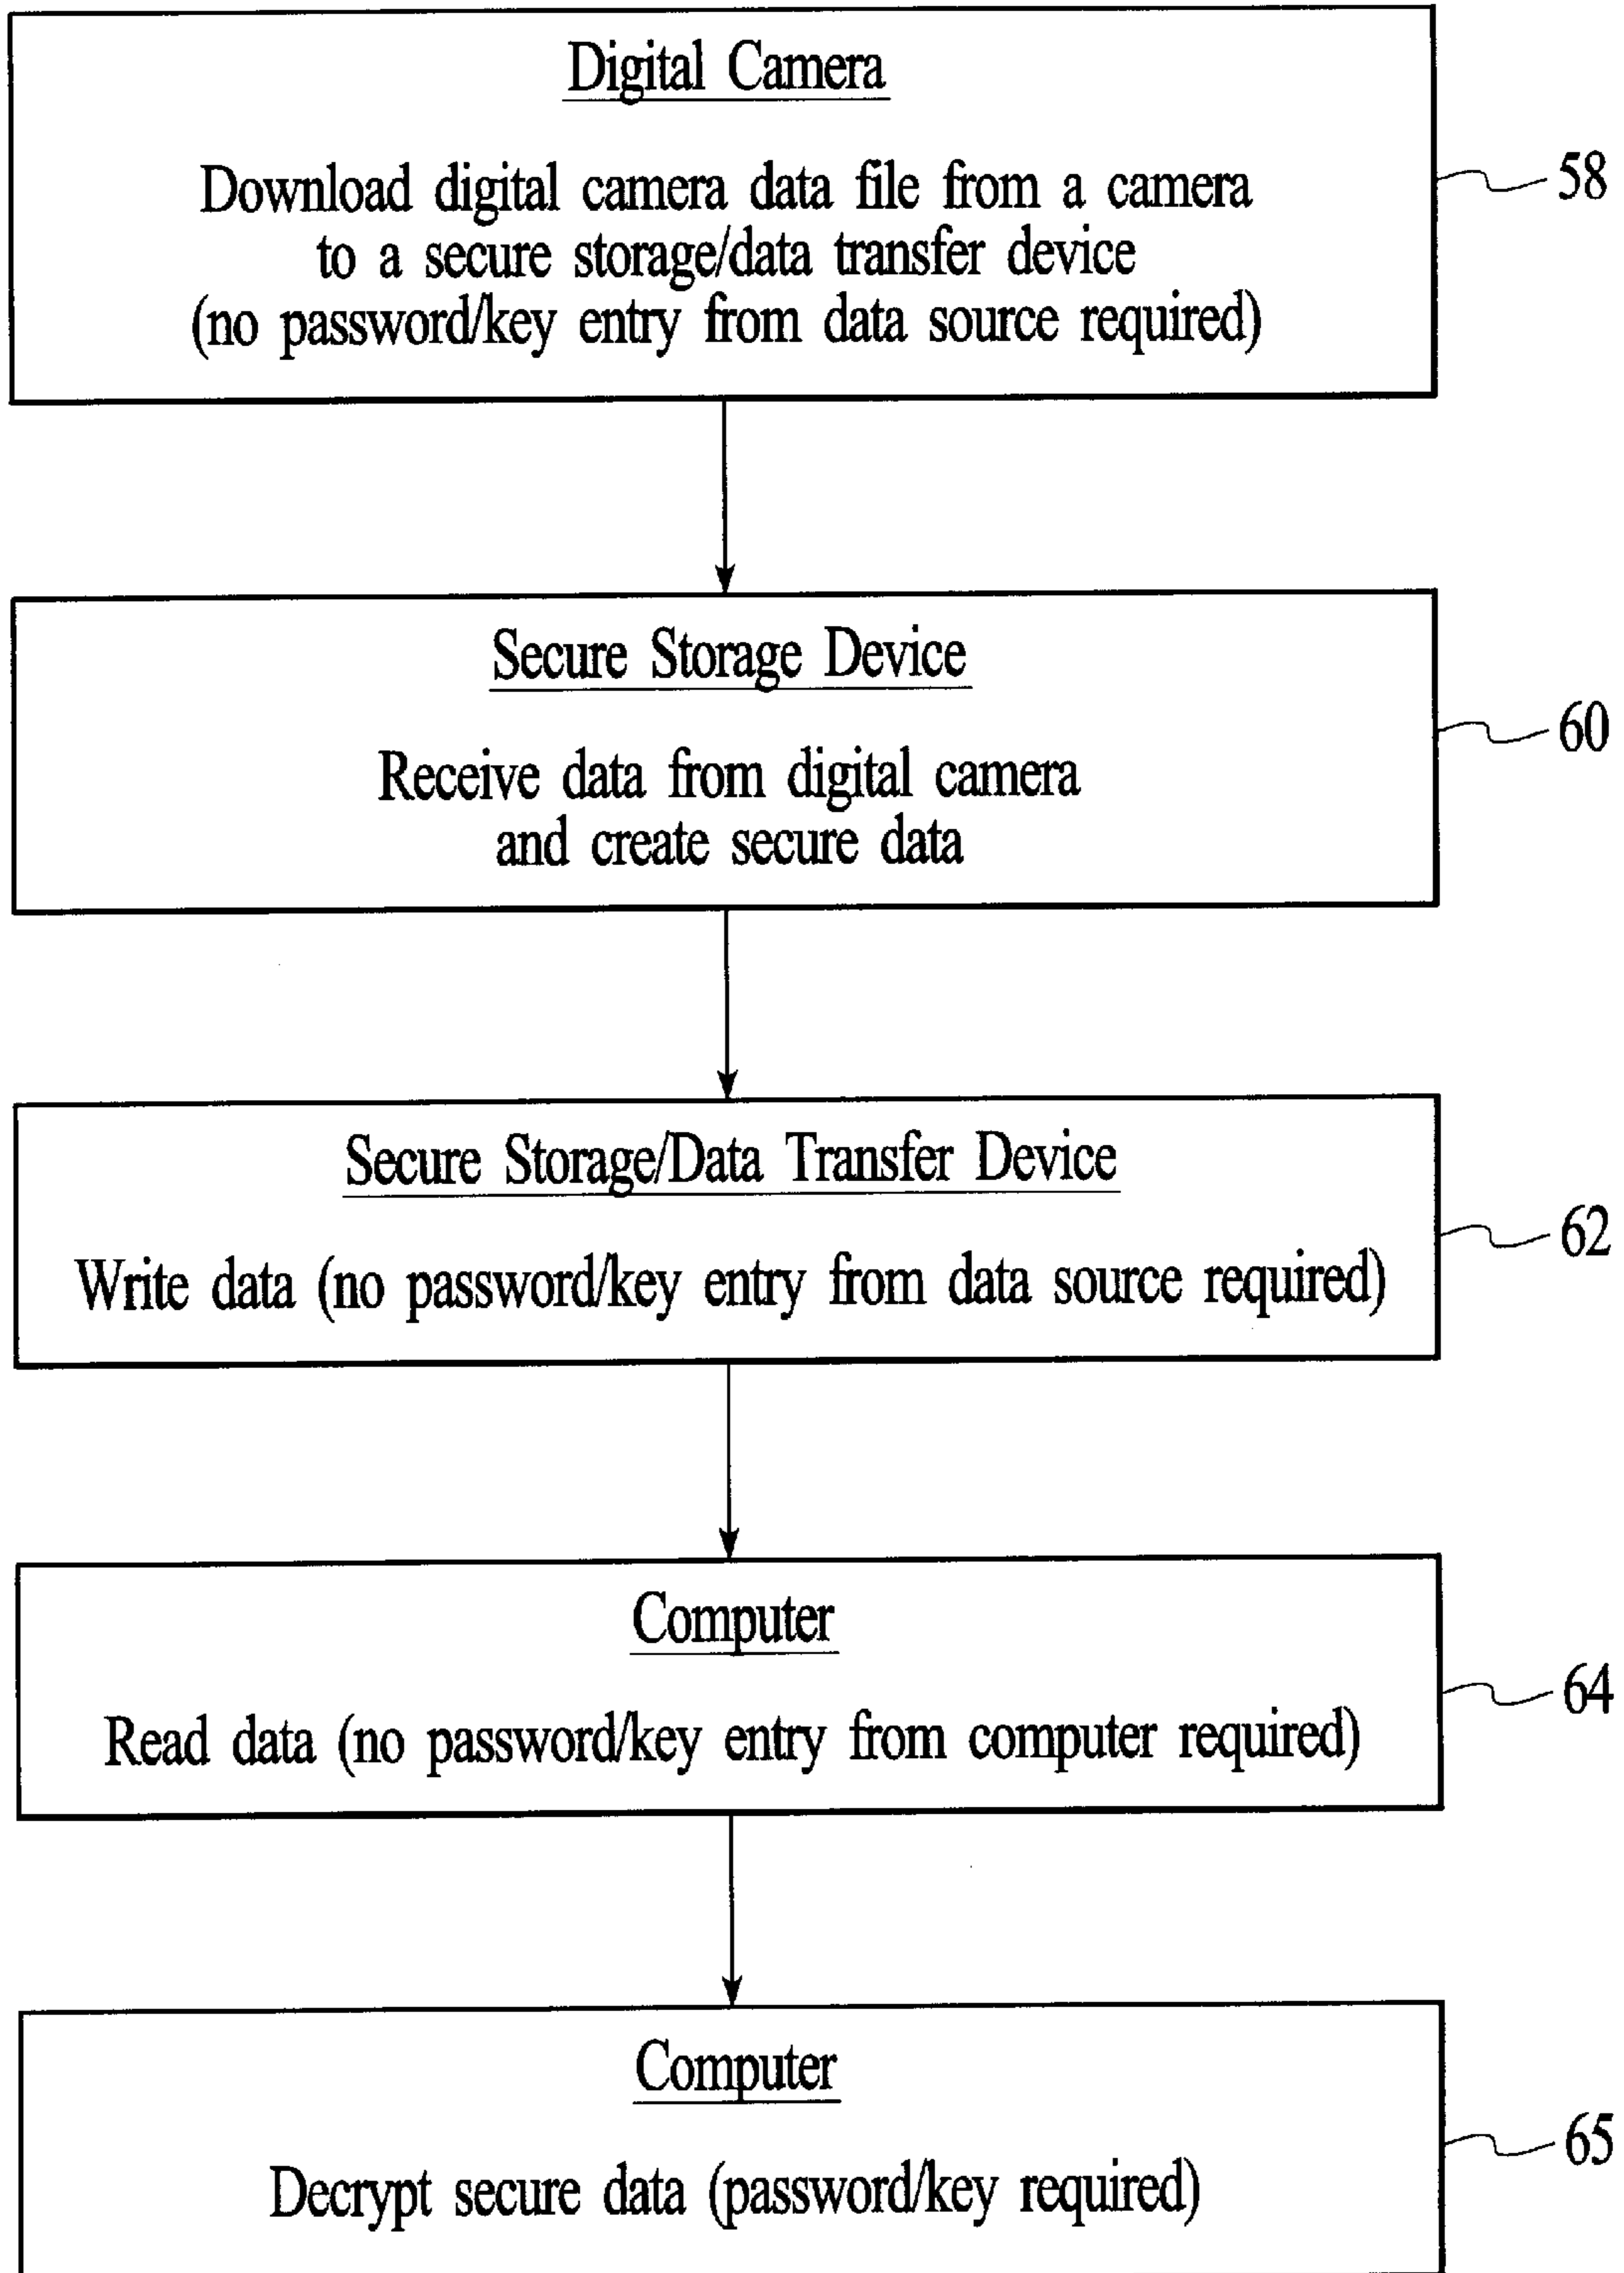 Digital Camera
Download digital camera data file from a camera
to a secure storage/data transfer device
(no password/key entry from data source required)
58
Secure Storage Device
Receive data from digital camera
and create secure data
60
Secure Storage/Data Transfer Device
Write data (no password/key entry from data source required)
62
Computer
Read data (no password/key entry from computer required)
64
Computer
Decrypt secure data (password/key required)
65